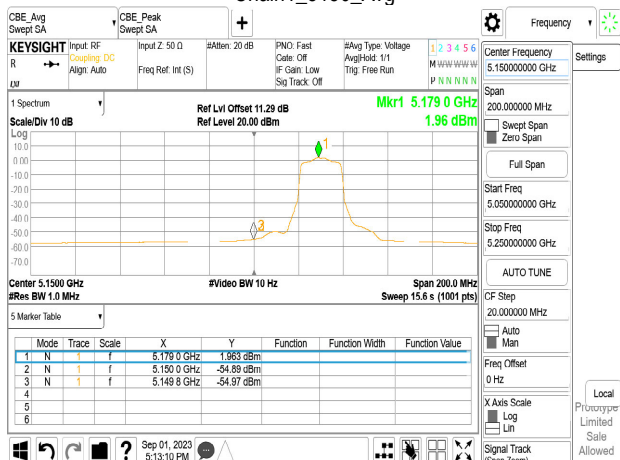 Chain1_5180_Avg
CBE_Avg
Swept SA
CBE_Peak
Swept SA
+
Frequency
KEYSIGHT
R
Input: RF
Coupling: DC
Align: Auto
Input Z: 50 Ω
Freq Ref: Int (S)
#Atten: 20 dB
PNO: Fast
Gate: Off
IF Gain: Low
Sig Track: Off
#Avg Type: Voltage
Avg|Hold: 1/1
Trig: Free Run
1 2 3 4 5 6
M W W W W W
P N N N N N
Center Frequency
5.150000000 GHz
Settings
Span
200.000000 MHz
Swept Span
Zero Span
Full Span
Start Freq
5.050000000 GHz
Stop Freq
5.250000000 GHz
AUTO TUNE
CF Step
20.000000 MHz
Auto
Man
Freq Offset
0 Hz
X Axis Scale
Log
Lin
Signal Track
(Span Zoom)
Local
Prototype
Limited
Sale
Allowed
1 Spectrum
Scale/Div 10 dB
Ref Lvl Offset 11.29 dB
Ref Level 20.00 dBm
Mkr1 5.179 0 GHz
1.96 dBm
Log
10.0
0.00
-10.0
-20.0
-30.0
-40.0
-50.0
-60.0
-70.0
1
3
Center 5.1500 GHz
#Res BW 1.0 MHz
#Video BW 10 Hz
Span 200.0 MHz
Sweep 15.6 s (1001 pts)
5 Marker Table
Mode Trace Scale X Y Function Function Width Function Value
1 N 1 f 5.179 0 GHz 1.963 dBm
2 N 1 f 5.150 0 GHz -54.89 dBm
3 N 1 f 5.149 8 GHz -54.97 dBm
4
5
6
?
Sep 01, 2023
5:13:10 PM